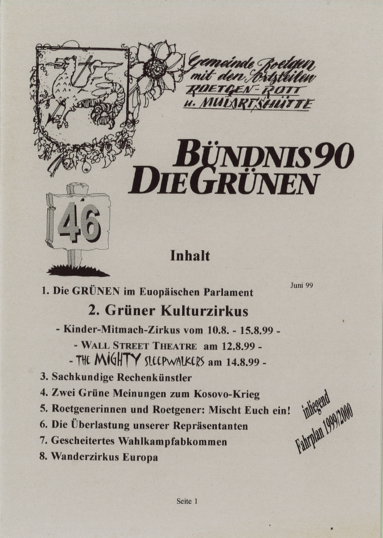 Gemeinde Roetgen
mit den Ortsteilen
ROETGEN-ROTT
u. MULARTSHÜTTE
BÜNDNIS 90
DIE GRÜNEN
46
Inhalt
Juni 99
1. Die GRÜNEN im Euopäischen Parlament
2. Grüner Kulturzirkus
- Kinder-Mitmach-Zirkus vom 10.8. - 15.8.99 -
- WALL STREET THEATRE am 12.8.99 -
- THE MIGHTY SLEEPWALKERS am 14.8.99 -
3. Sachkundige Rechenkünstler
4. Zwei Grüne Meinungen zum Kosovo-Krieg
5. Roetgenerinnen und Roetgener: Mischt Euch ein!
6. Die Überlastung unserer Repräsentanten
7. Gescheitertes Wahlkampfabkommen
8. Wanderzirkus Europa
inliegend
Fahrplan 1999/2000
Seite 1